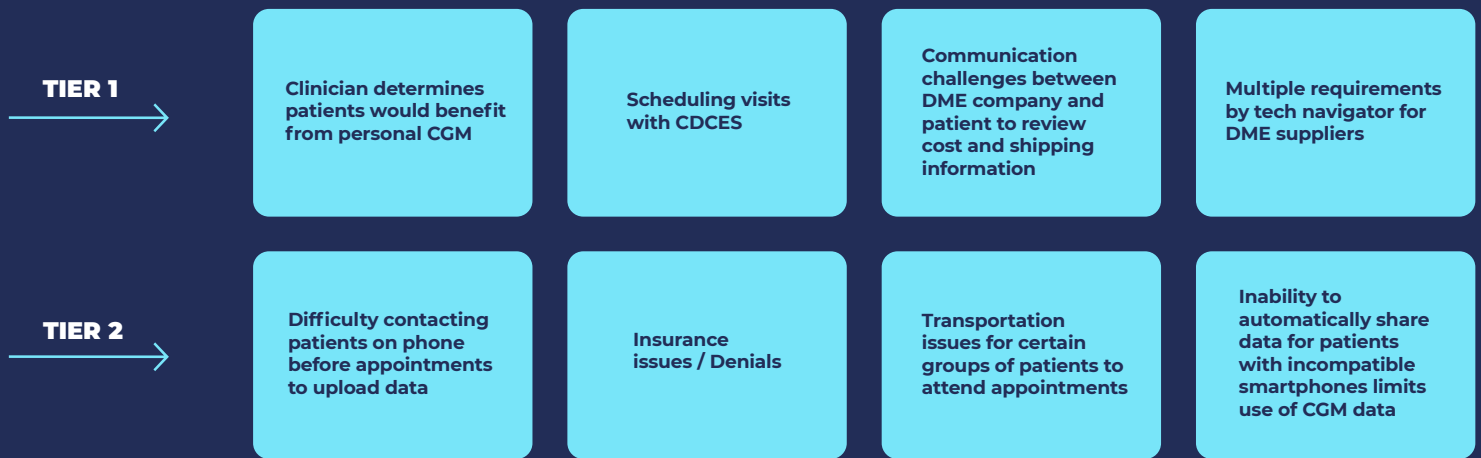 TIER 1
Clinician determines
patients would benefit
from personal CGM
Scheduling visits
with CDCES
Communication
challenges between
DME company and
patient to review
cost and shipping
information
Multiple requirements
by tech navigator for
DME suppliers
TIER 2
Difficulty contacting
patients on phone
before appointments
to upload data
Insurance
issues / Denials
Transportation
issues for certain
groups of patients to
attend appointments
Inability to
automatically share
data for patients
with incompatible
smartphones limits
use of CGM data